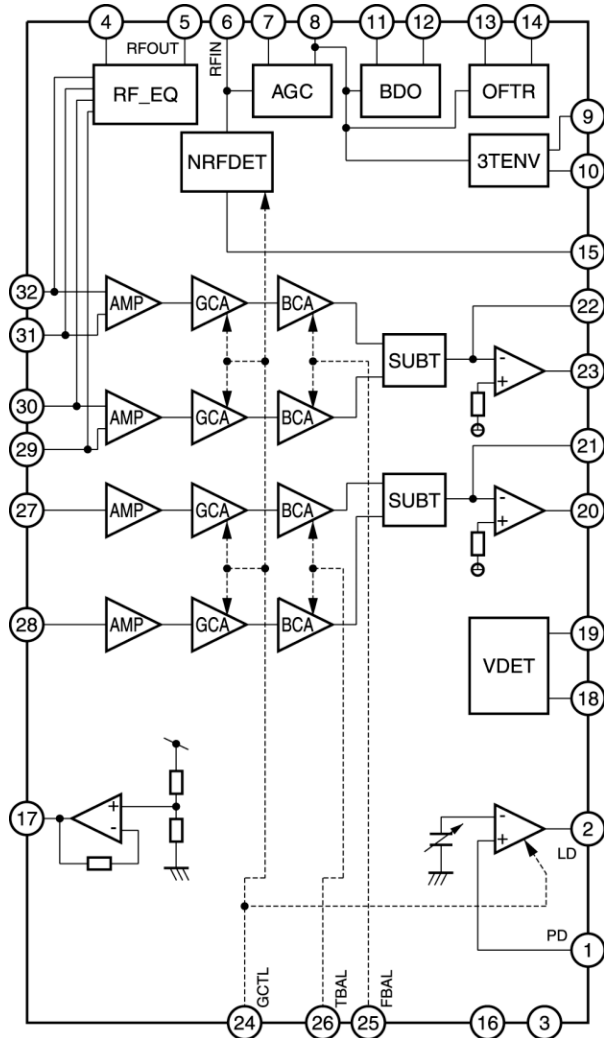 4 5 6 7 8 11 12 13 14
RFOUT RFIN
RF_EQ AGC BDO OFTR
9
NRFDET 3TENV
10
15
32 AMP GCA BCA 22
31 SUBT - 23
+
30 AMP GCA BCA
29 21
27 AMP GCA BCA SUBT - 20
+
28 AMP GCA BCA 19
VDET
18
17 + - 2
- + LD
PD 1
GCTL TBAL FBAL
24 26 25 16 3